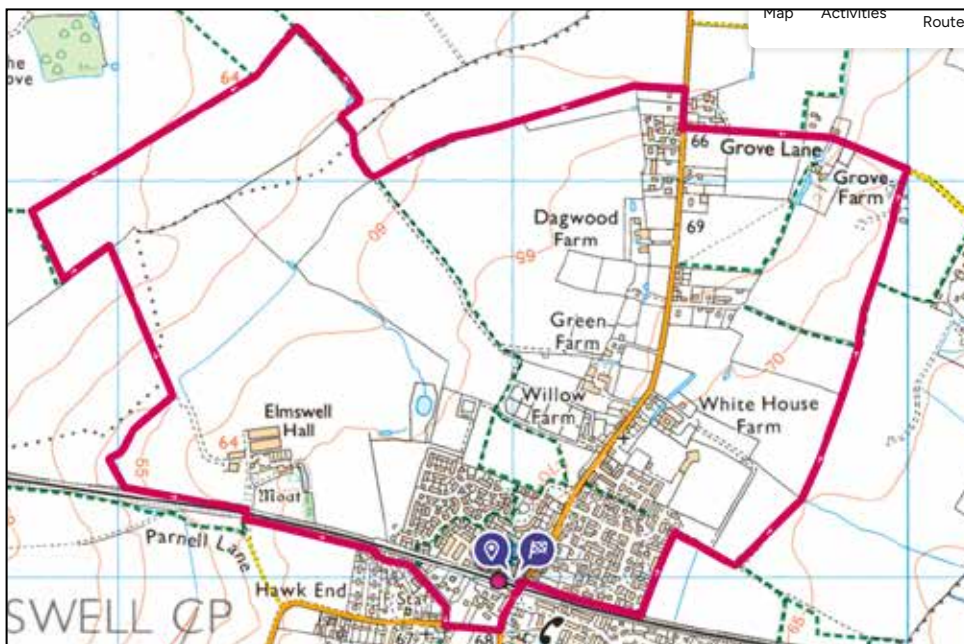 Map Activities
Route
he
ove
64
66
Grove Lane
Grove
Farm
Dagwood
Farm
69
60
65
Green
Farm
70
Willow
Farm
White House
Farm
Elmswell
Hall
64
55
70
Moat
Parnell Lane
Hawk End
Sta
SWELL CP
67
68
65